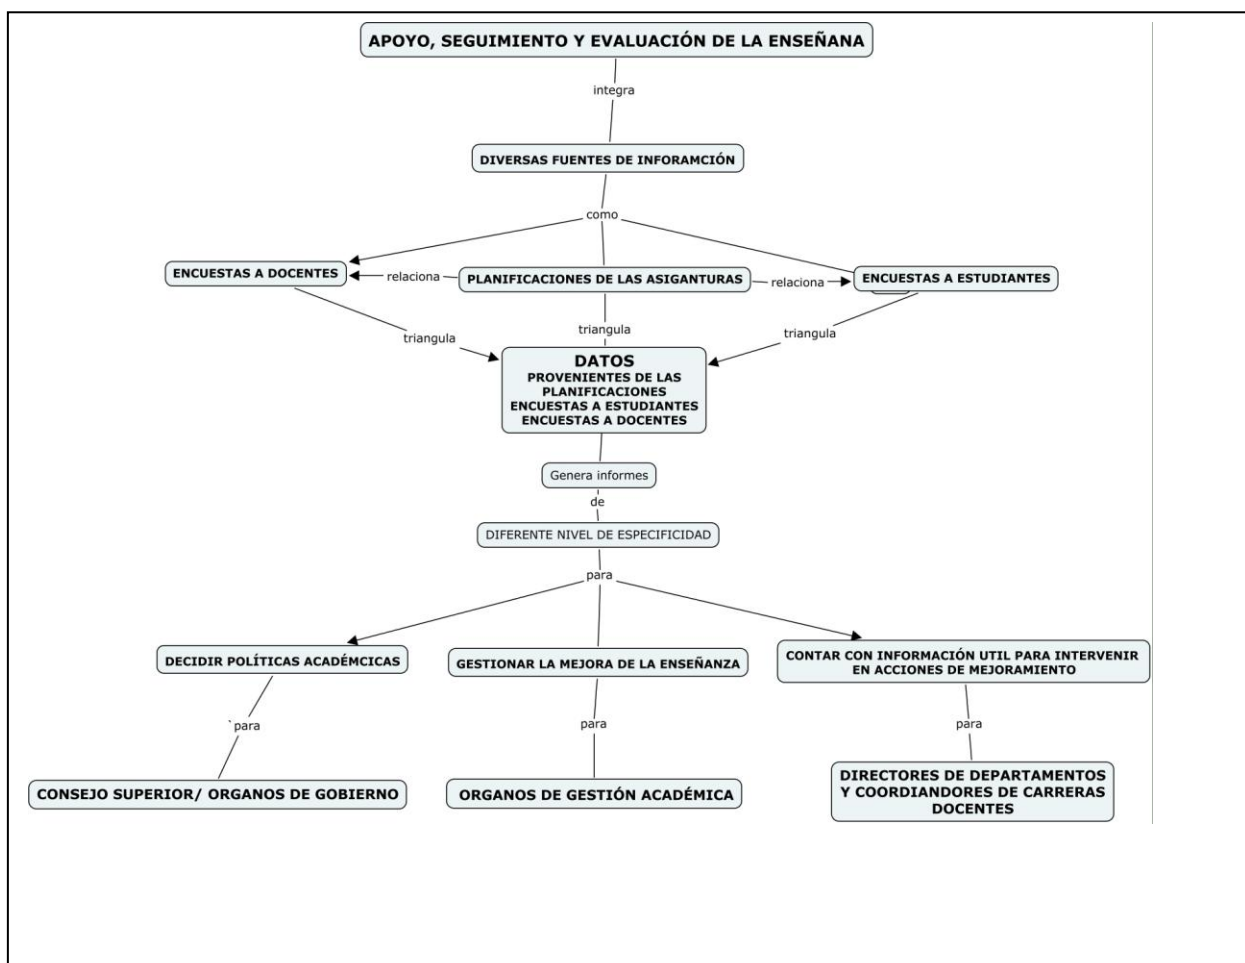 APOYO, SEGUIMIENTO Y EVALUACIÓN DE LA ENSEÑANA
integra
DIVERSAS FUENTES DE INFORAMCIÓN
como
ENCUESTAS A DOCENTES
relaciona
PLANIFICACIONES DE LAS ASIGANTURAS
relaciona
ENCUESTAS A ESTUDIANTES
triangula
triangula
triangula
DATOS
PROVENIENTES DE LAS
PLANIFICACIONES
ENCUESTAS A ESTUDIANTES
ENCUESTAS A DOCENTES
Genera informes
de
DIFERENTE NIVEL DE ESPECIFICIDAD
para
DECIDIR POLÍTICAS ACADÉMCICAS
GESTIONAR LA MEJORA DE LA ENSEÑANZA
CONTAR CON INFORMACIÓN UTIL PARA INTERVENIR
EN ACCIONES DE MEJORAMIENTO
`para
para
para
CONSEJO SUPERIOR/ ORGANOS DE GOBIERNO
ORGANOS DE GESTIÓN ACADÉMICA
DIRECTORES DE DEPARTAMENTOS
Y COORDIANDORES DE CARRERAS
DOCENTES